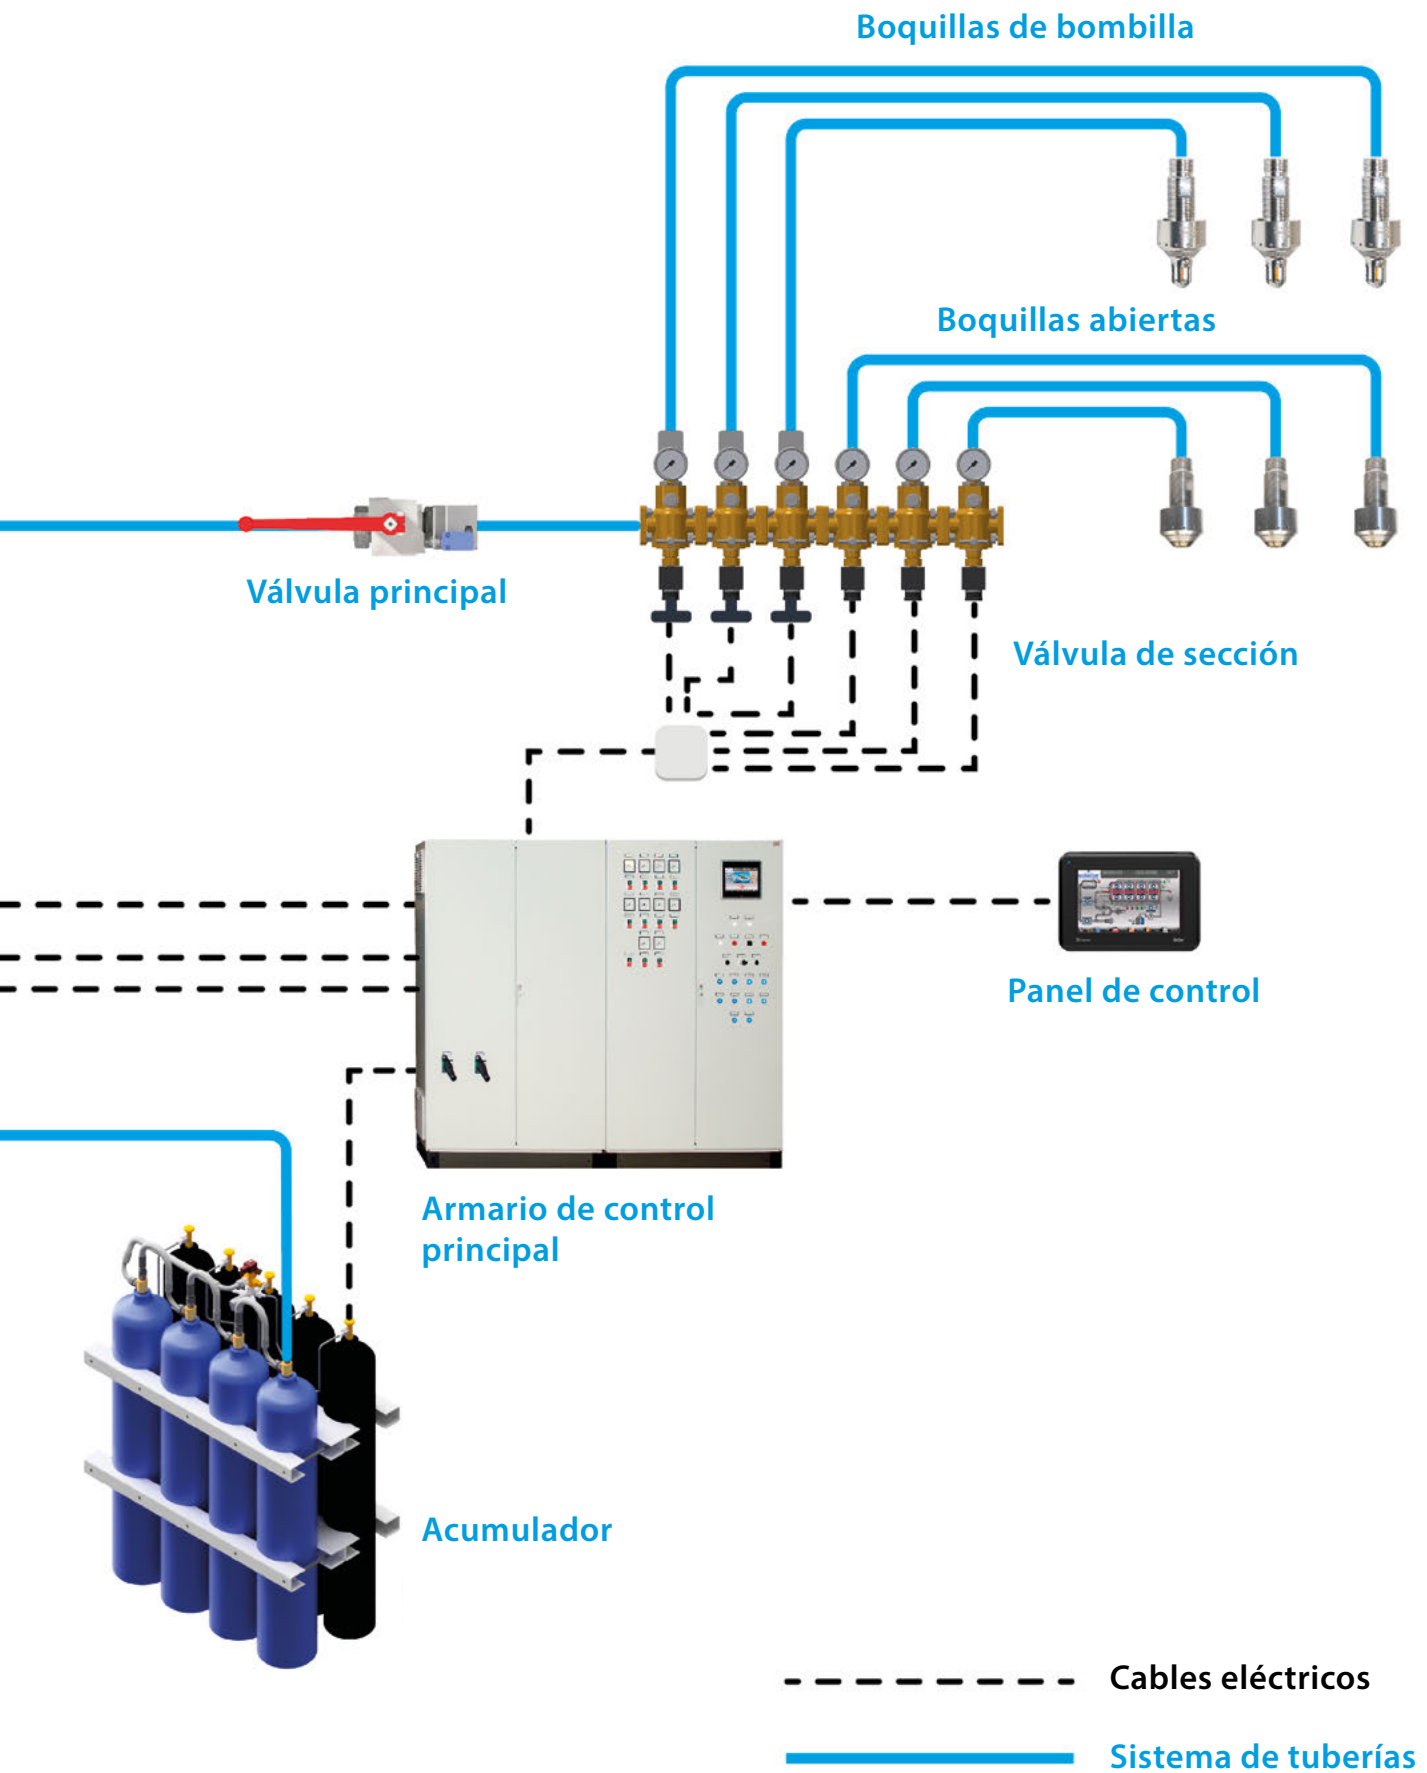 Boquillas de bombilla
Boquillas abiertas
Válvula principal
Válvula de sección
Panel de control
Armario de control
principal
Acumulador
Cables eléctricos
Sistema de tuberías